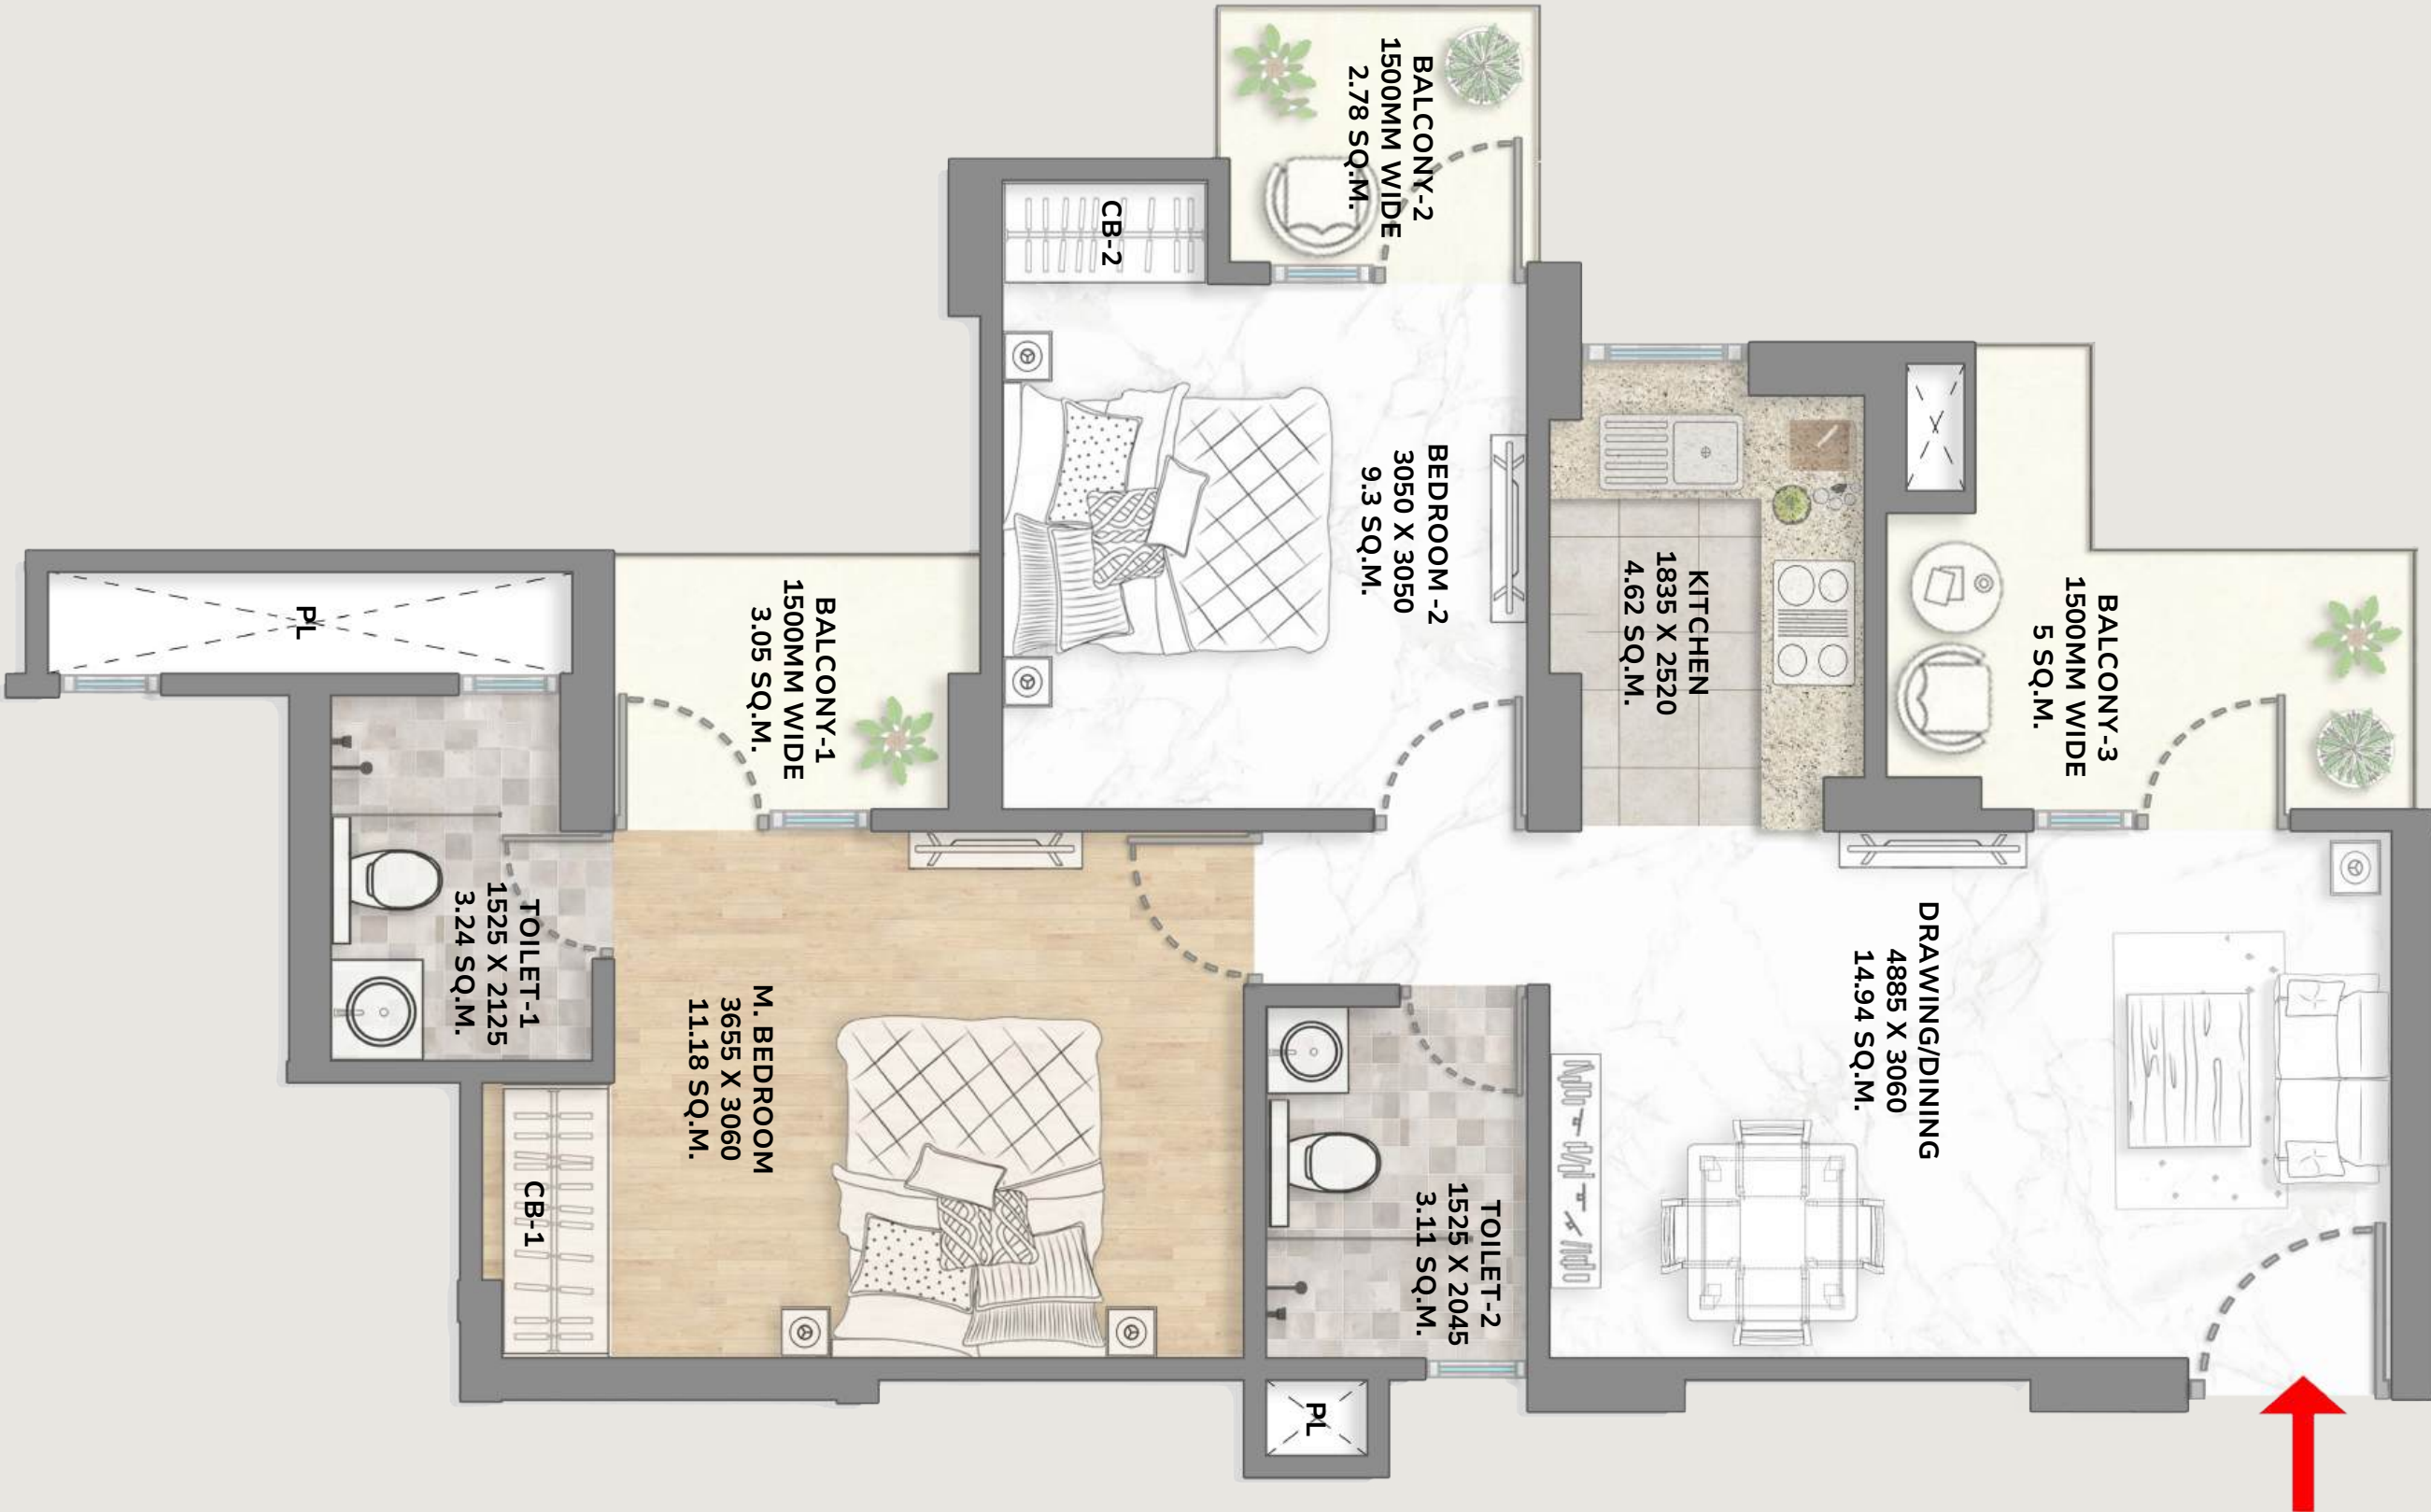 BALCONY-2
1500MM WIDE
2.78 SQ.M.
CB-2
BEDROOM -2
3050 X 3050
9.3 SQ.M.
KITCHEN
1835 X 2520
4.62 SQ.M.
BALCONY-3
1500MM WIDE
5 SQ.M.
PL
BALCONY-1
1500MM WIDE
3.05 SQ.M.
TOILET-1
1525 X 2125
3.24 SQ.M.
M. BEDROOM
3655 X 3060
11.18 SQ.M.
CB-1
DRAWING/DINING
4885 X 3060
14.94 SQ.M.
TOILET-2
1525 X 2045
3.11 SQ.M.
PL